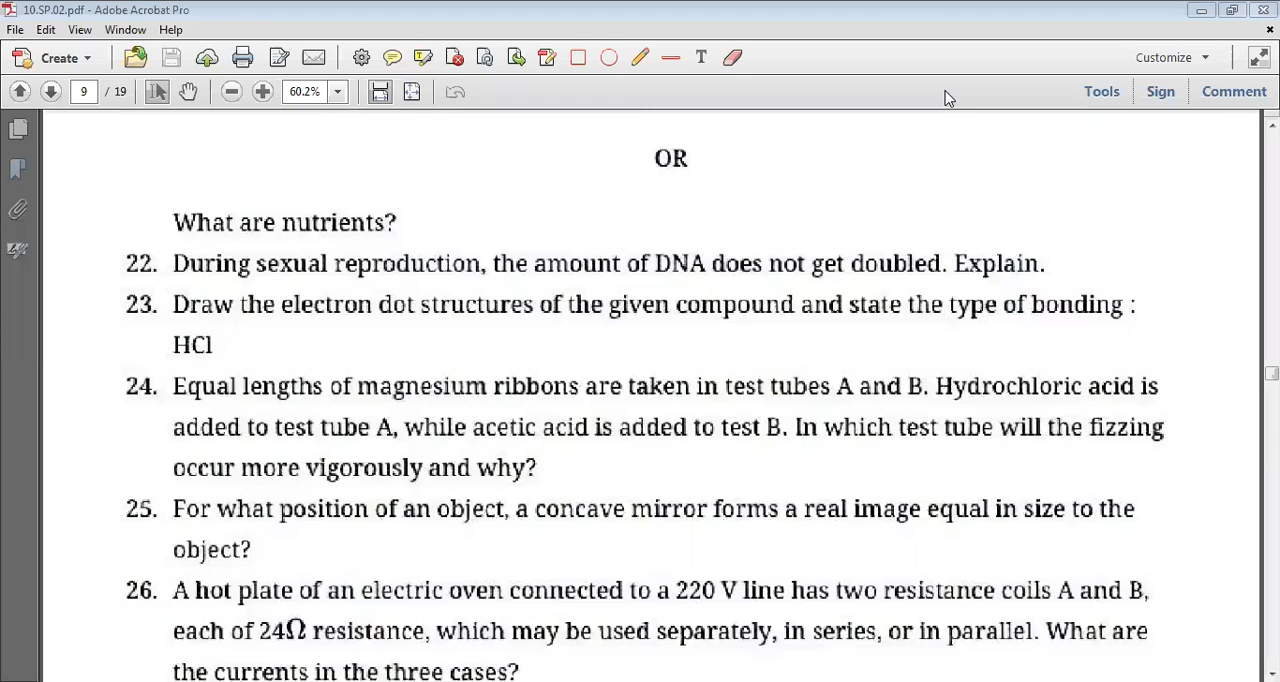 10.SP.02.pdf - Adobe Acrobat Pro
File Edit View Window Help
Create Customize
9 / 19 60.2% Tools Sign Comment
OR
What are nutrients?
22. During sexual reproduction, the amount of DNA does not get doubled. Explain.
23. Draw the electron dot structures of the given compound and state the type of bonding :
HCl
24. Equal lengths of magnesium ribbons are taken in test tubes A and B. Hydrochloric acid is
added to test tube A, while acetic acid is added to test B. In which test tube will the fizzing
occur more vigorously and why?
25. For what position of an object, a concave mirror forms a real image equal in size to the
object?
26. A hot plate of an electric oven connected to a 220 V line has two resistance coils A and B,
each of 24Ω resistance, which may be used separately, in series, or in parallel. What are
the currents in the three cases?